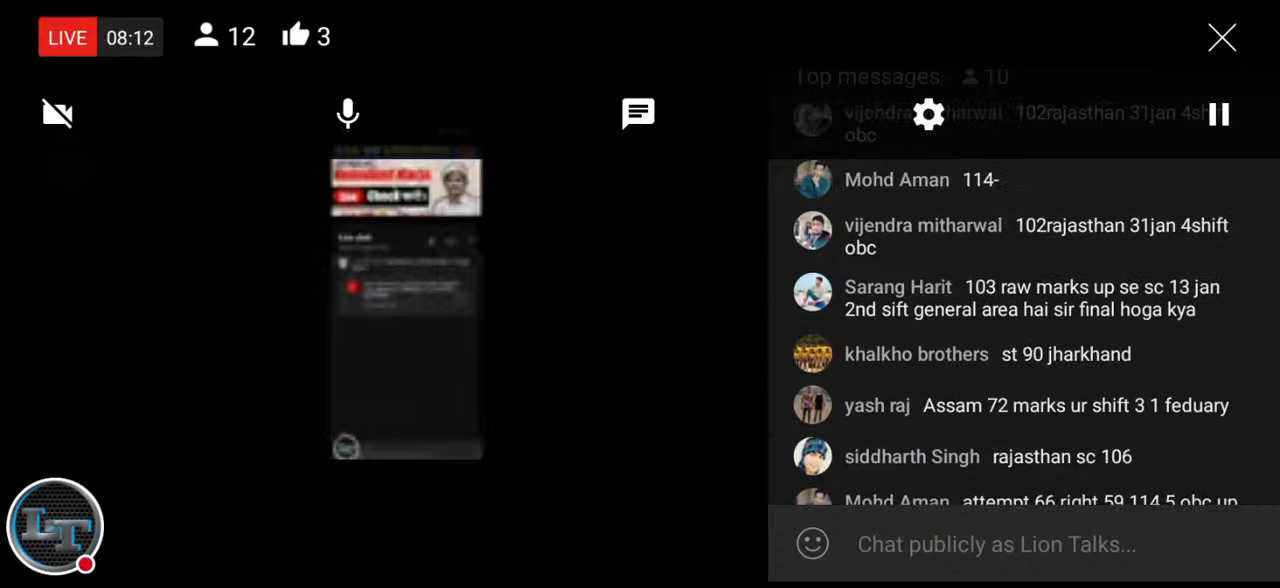 LIVE 08:12 12 3
Top messages 10
vijendra mitharwal 102rajasthan 31jan 4shift
obc
Mohd Aman 114-
vijendra mitharwal 102rajasthan 31jan 4shift
obc
Sarang Harit 103 raw marks up se sc 13 jan
2nd sift general area hai sir final hoga kya
khalkho brothers st 90 jharkhand
yash raj Assam 72 marks ur shift 3 1 feduary
siddharth Singh rajasthan sc 106
Mohd Aman attempt 66 right 59 114.5 obc up
LT
Chat publicly as Lion Talks...